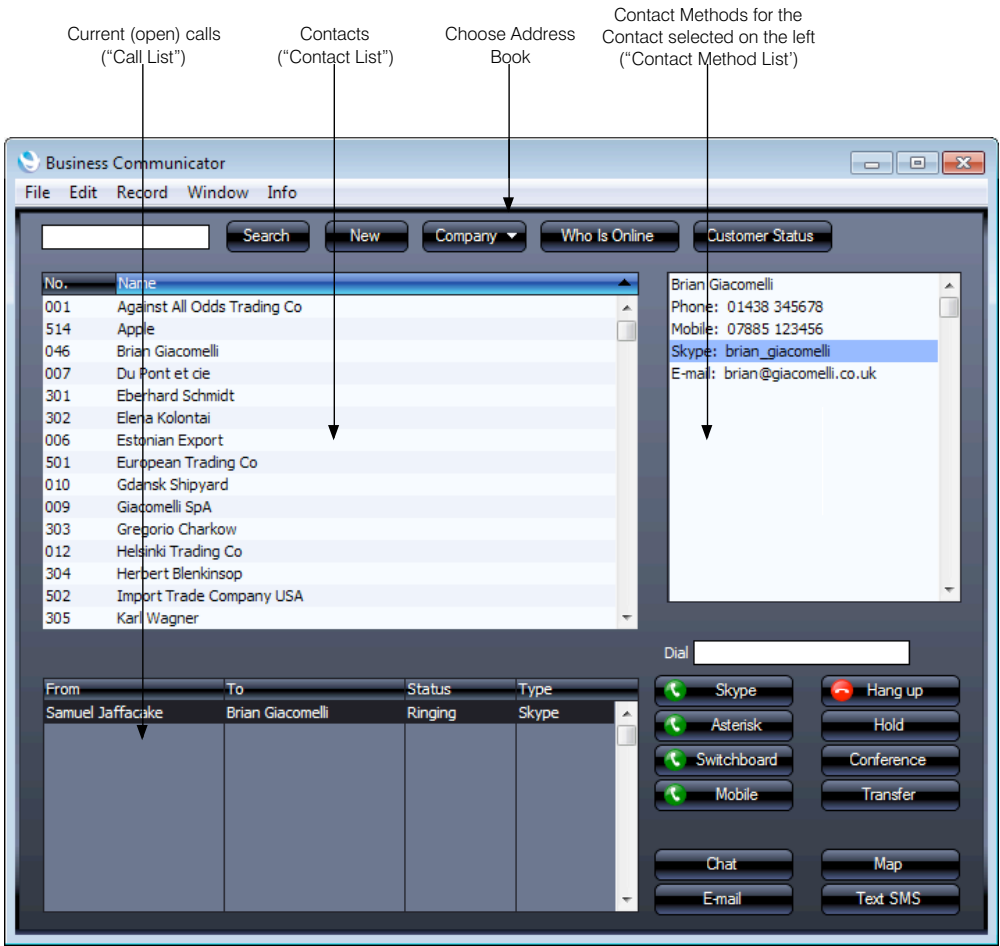 Current (open) calls
(“Call List”)
Contacts
(“Contact List”)
Choose Address
Book
Contact Methods for the
Contact selected on the left
(“Contact Method List’)
Business Communicator
File Edit Record Window Info
Search New Company Who Is Online Customer Status
No. Name
001 Against All Odds Trading Co
514 Apple
046 Brian Giacomelli
007 Du Pont et cie
301 Eberhard Schmidt
302 Elena Kolontai
006 Estonian Export
501 European Trading Co
010 Gdansk Shipyard
009 Giacomelli SpA
303 Gregorio Charkow
012 Helsinki Trading Co
304 Herbert Blenkinsop
502 Import Trade Company USA
305 Karl Wagner
Brian Giacomelli
Phone: 01438 345678
Mobile: 07885 123456
Skype: brian_giacomelli
E-mail: brian@giacomelli.co.uk
Dial
From To Status Type
Samuel Jaffacake Brian Giacomelli Ringing Skype
Skype Hang up
Asterisk Hold
Switchboard Conference
Mobile Transfer
Chat Map
E-mail Text SMS